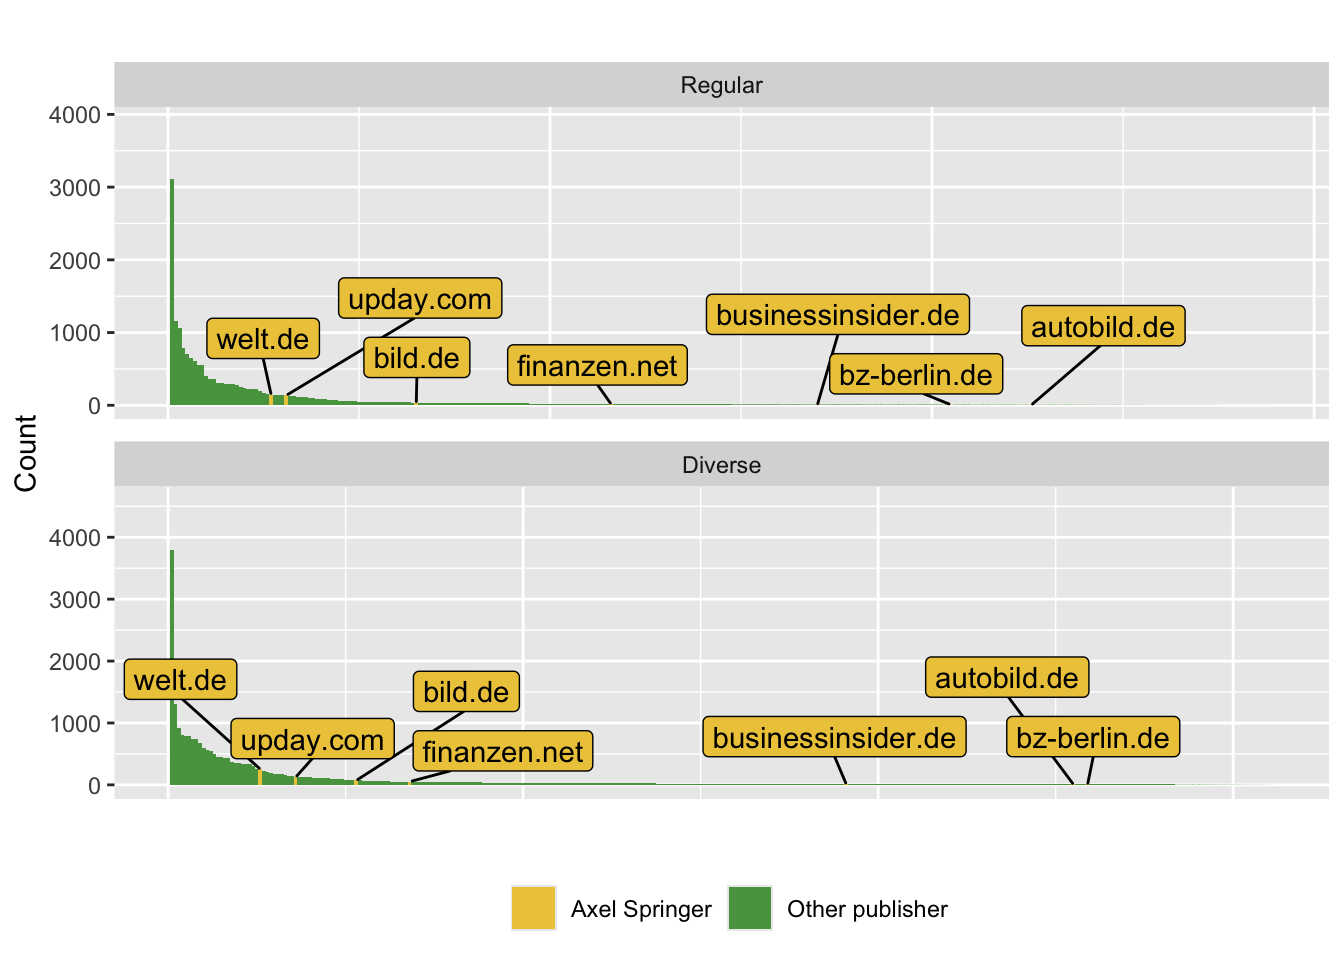 Regular
4000
3000
2000
1000
0
upday.com
welt.de
bild.de
finanzen.net
businessinsider.de
bz-berlin.de
autobild.de
Count
Diverse
4000
3000
2000
1000
0
welt.de
upday.com
bild.de
finanzen.net
businessinsider.de
autobild.de
bz-berlin.de
Axel Springer
Other publisher